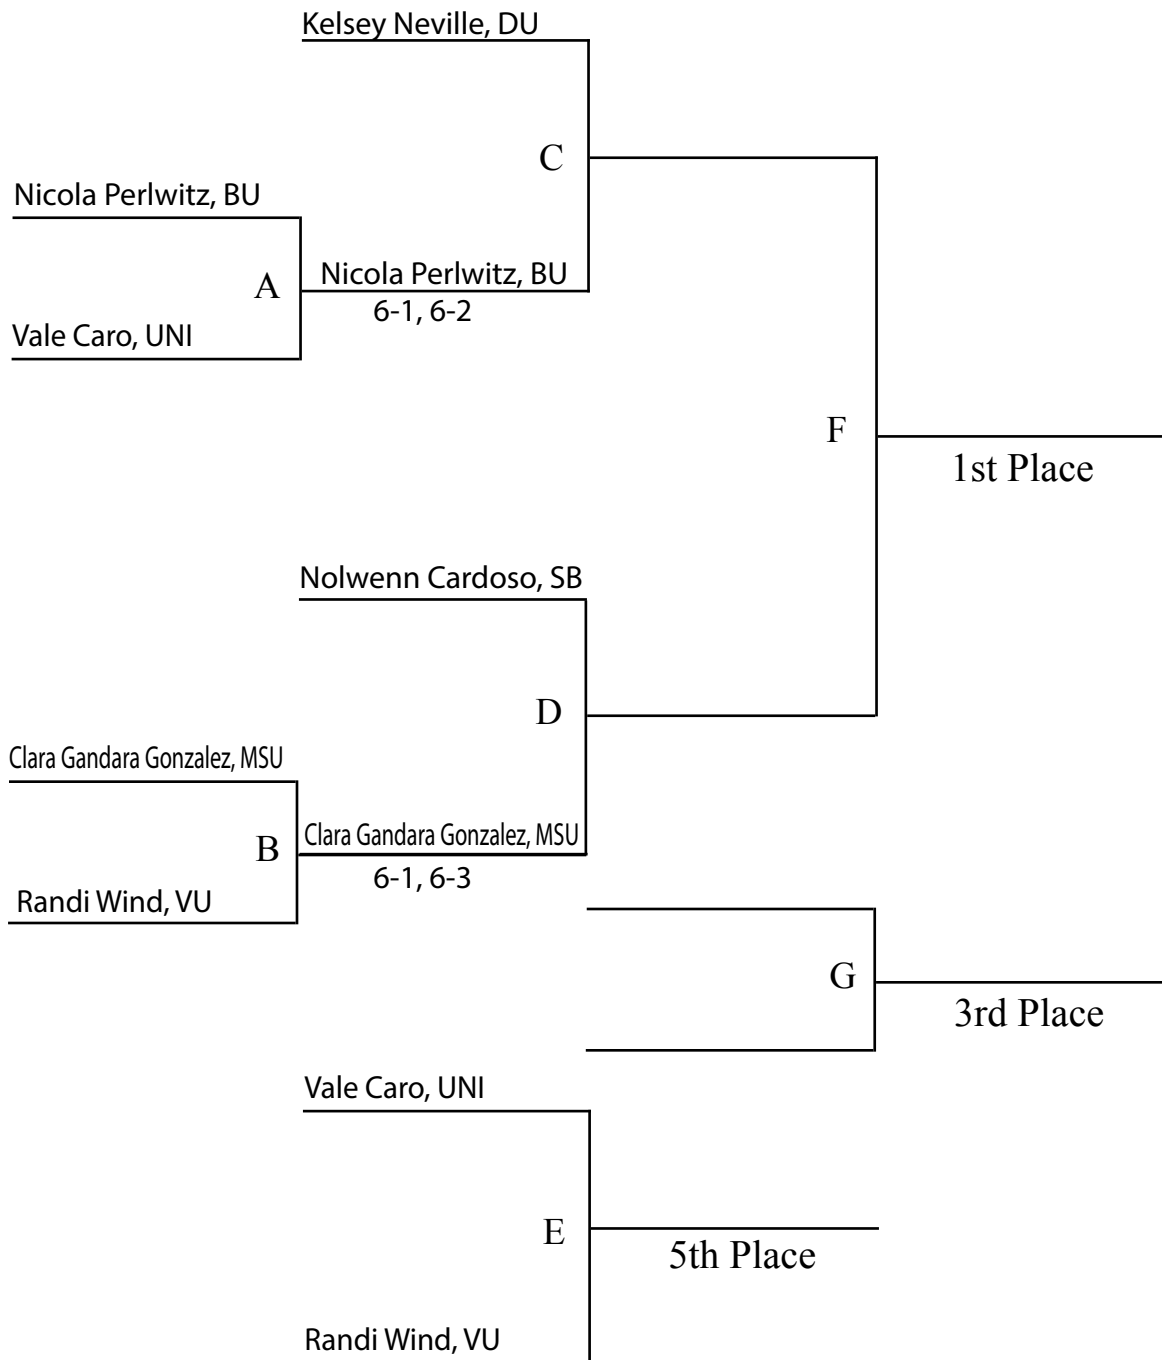 Kelsey Neville, DU
C
Nicola Perlwitz, BU
A
Nicola Perlwitz, BU
6-1, 6-2
Vale Caro, UNI
F
1st Place
Nolwenn Cardoso, SB
D
Clara Gandara Gonzalez, MSU
B
Clara Gandara Gonzalez, MSU
6-1, 6-3
Randi Wind, VU
G
3rd Place
Vale Caro, UNI
E
5th Place
Randi Wind, VU